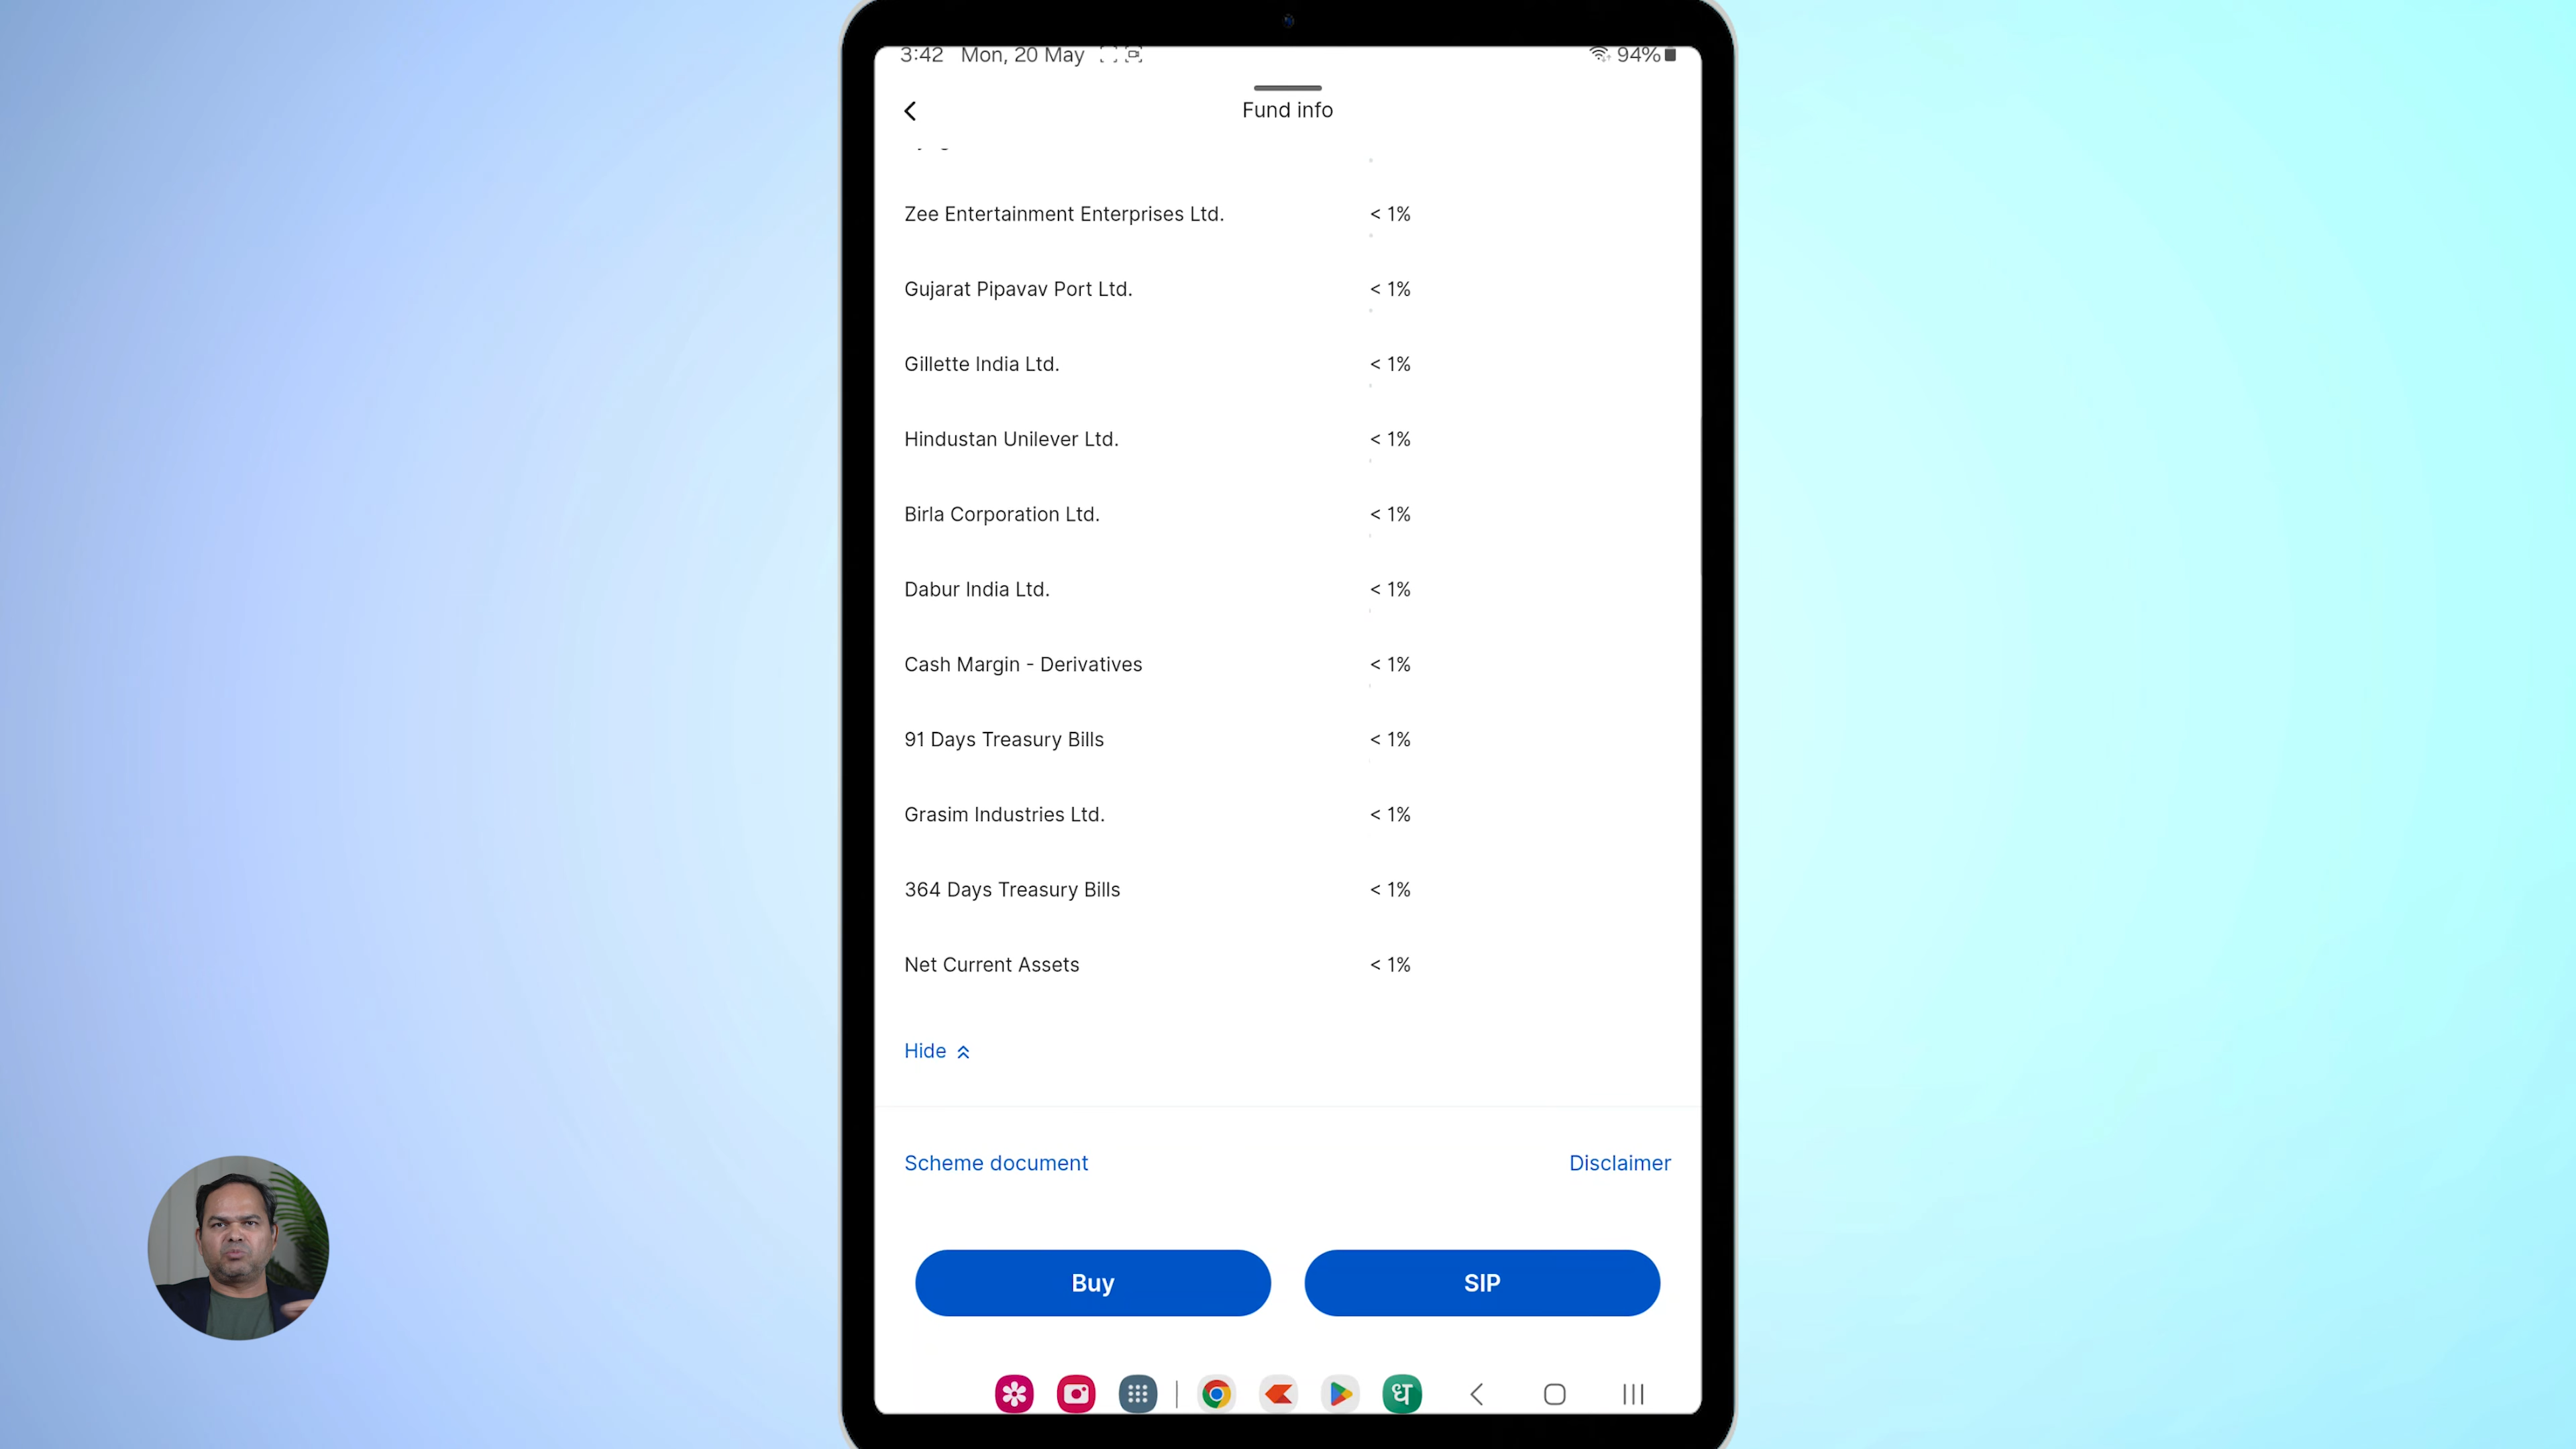 3:42 Mon, 20 May 94%
Fund info
Zee Entertainment Enterprises Ltd. < 1%
Gujarat Pipavav Port Ltd. < 1%
Gillette India Ltd. < 1%
Hindustan Unilever Ltd. < 1%
Birla Corporation Ltd. < 1%
Dabur India Ltd. < 1%
Cash Margin - Derivatives < 1%
91 Days Treasury Bills < 1%
Grasim Industries Ltd. < 1%
364 Days Treasury Bills < 1%
Net Current Assets < 1%
Hide
Scheme document Disclaimer
Buy SIP
ध